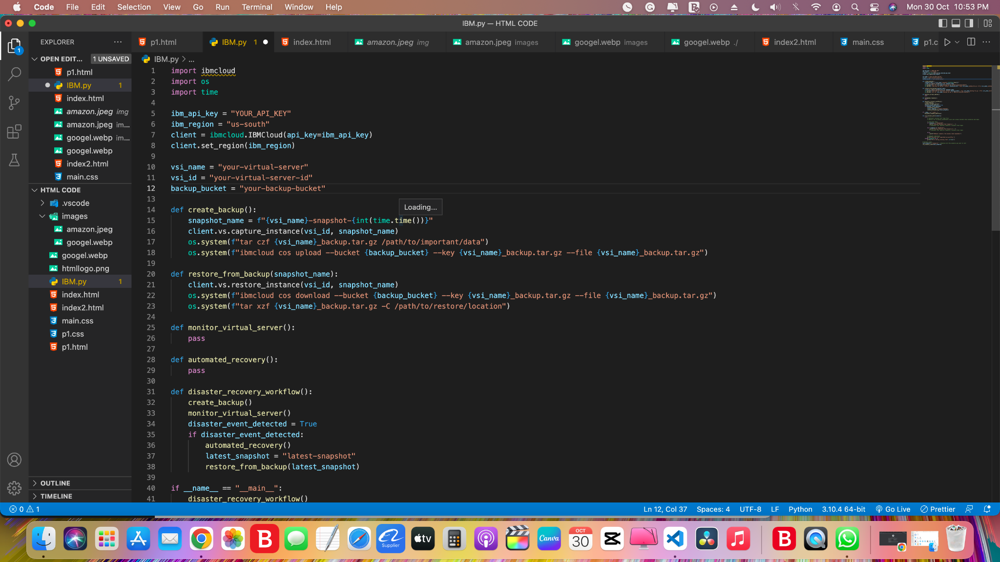 Code File Edit Selection View Go Run Terminal Window Help Mon 30 Oct 10:53 PM
IBM.py — HTML CODE
EXPLORER
p1.html IBM.py 1 index.html amazon.jpeg img amazon.jpeg images googel.webp images googel.webp ./ index2.html main.css p1.c
OPEN EDIT... 1 UNSAVED
p1.html
IBM.py 1
index.html
amazon.jpeg img
amazon.jpeg im...
googel.webp im...
googel.webp
index2.html
main.css
HTML CODE
.vscode
images
amazon.jpeg
googel.webp
googel.webp
htmllogo.png
IBM.py 1
index.html
index2.html
main.css
p1.css
p1.html
OUTLINE
TIMELINE
IBM.py > ...
1 import ibmcloud
2 import os
3 import time
4
5 ibm_api_key = "YOUR_API_KEY"
6 ibm_region = "us-south"
7 client = ibmcloud.IBMCloud(api_key=ibm_api_key)
8 client.set_region(ibm_region)
9
10 vsi_name = "your-virtual-server"
11 vsi_id = "your-virtual-server-id"
12 backup_bucket = "your-backup-bucket"
13
Loading...
14 def create_backup():
15     snapshot_name = f"{vsi_name}-snapshot-{int(time.time())}"
16     client.vs.capture_instance(vsi_id, snapshot_name)
17     os.system(f"tar czf {vsi_name}_backup.tar.gz /path/to/important/data")
18     os.system(f"ibmcloud cos upload --bucket {backup_bucket} --key {vsi_name}_backup.tar.gz --file {vsi_name}_backup.tar.gz")
19
20 def restore_from_backup(snapshot_name):
21     client.vs.restore_instance(vsi_id, snapshot_name)
22     os.system(f"ibmcloud cos download --bucket {backup_bucket} --key {vsi_name}_backup.tar.gz --file {vsi_name}_backup.tar.gz")
23     os.system(f"tar xzf {vsi_name}_backup.tar.gz -C /path/to/restore/location")
24
25 def monitor_virtual_server():
26     pass
27
28 def automated_recovery():
29     pass
30
31 def disaster_recovery_workflow():
32     create_backup()
33     monitor_virtual_server()
34     disaster_event_detected = True
35     if disaster_event_detected:
36         automated_recovery()
37         latest_snapshot = "latest-snapshot"
38         restore_from_backup(latest_snapshot)
39
40 if __name__ == "__main__":
41     disaster_recovery_workflow()
1
0 1 Ln 12, Col 37 Spaces: 4 UTF-8 LF Python 3.10.4 64-bit Go Live Prettier
B Supplier tv Canva OCT 30 B